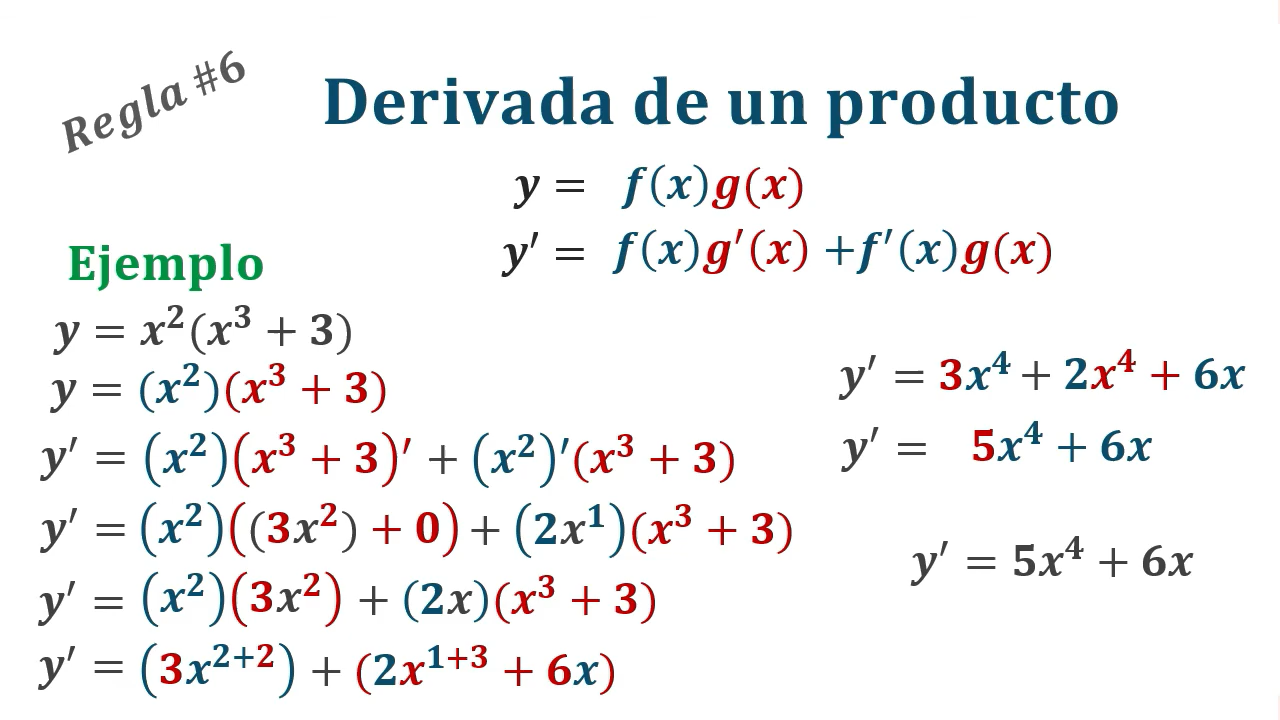 Regla #6
Derivada de un producto
y = f(x)g(x)
y′ = f(x)g′(x) +f′(x)g(x)
Ejemplo
y = x²(x³ + 3)
y = (x²)(x³ + 3)
y′ = (x²)(x³ + 3)′ + (x²)′(x³ + 3)
y′ = (x²)((3x²) + 0) + (2x¹)(x³ + 3)
y′ = (x²)(3x²) + (2x)(x³ + 3)
y′ = (3x²⁺²) + (2x¹⁺³ + 6x)
y′ = 3x⁴ + 2x⁴ + 6x
y′ = 5x⁴ + 6x
y′ = 5x⁴ + 6x